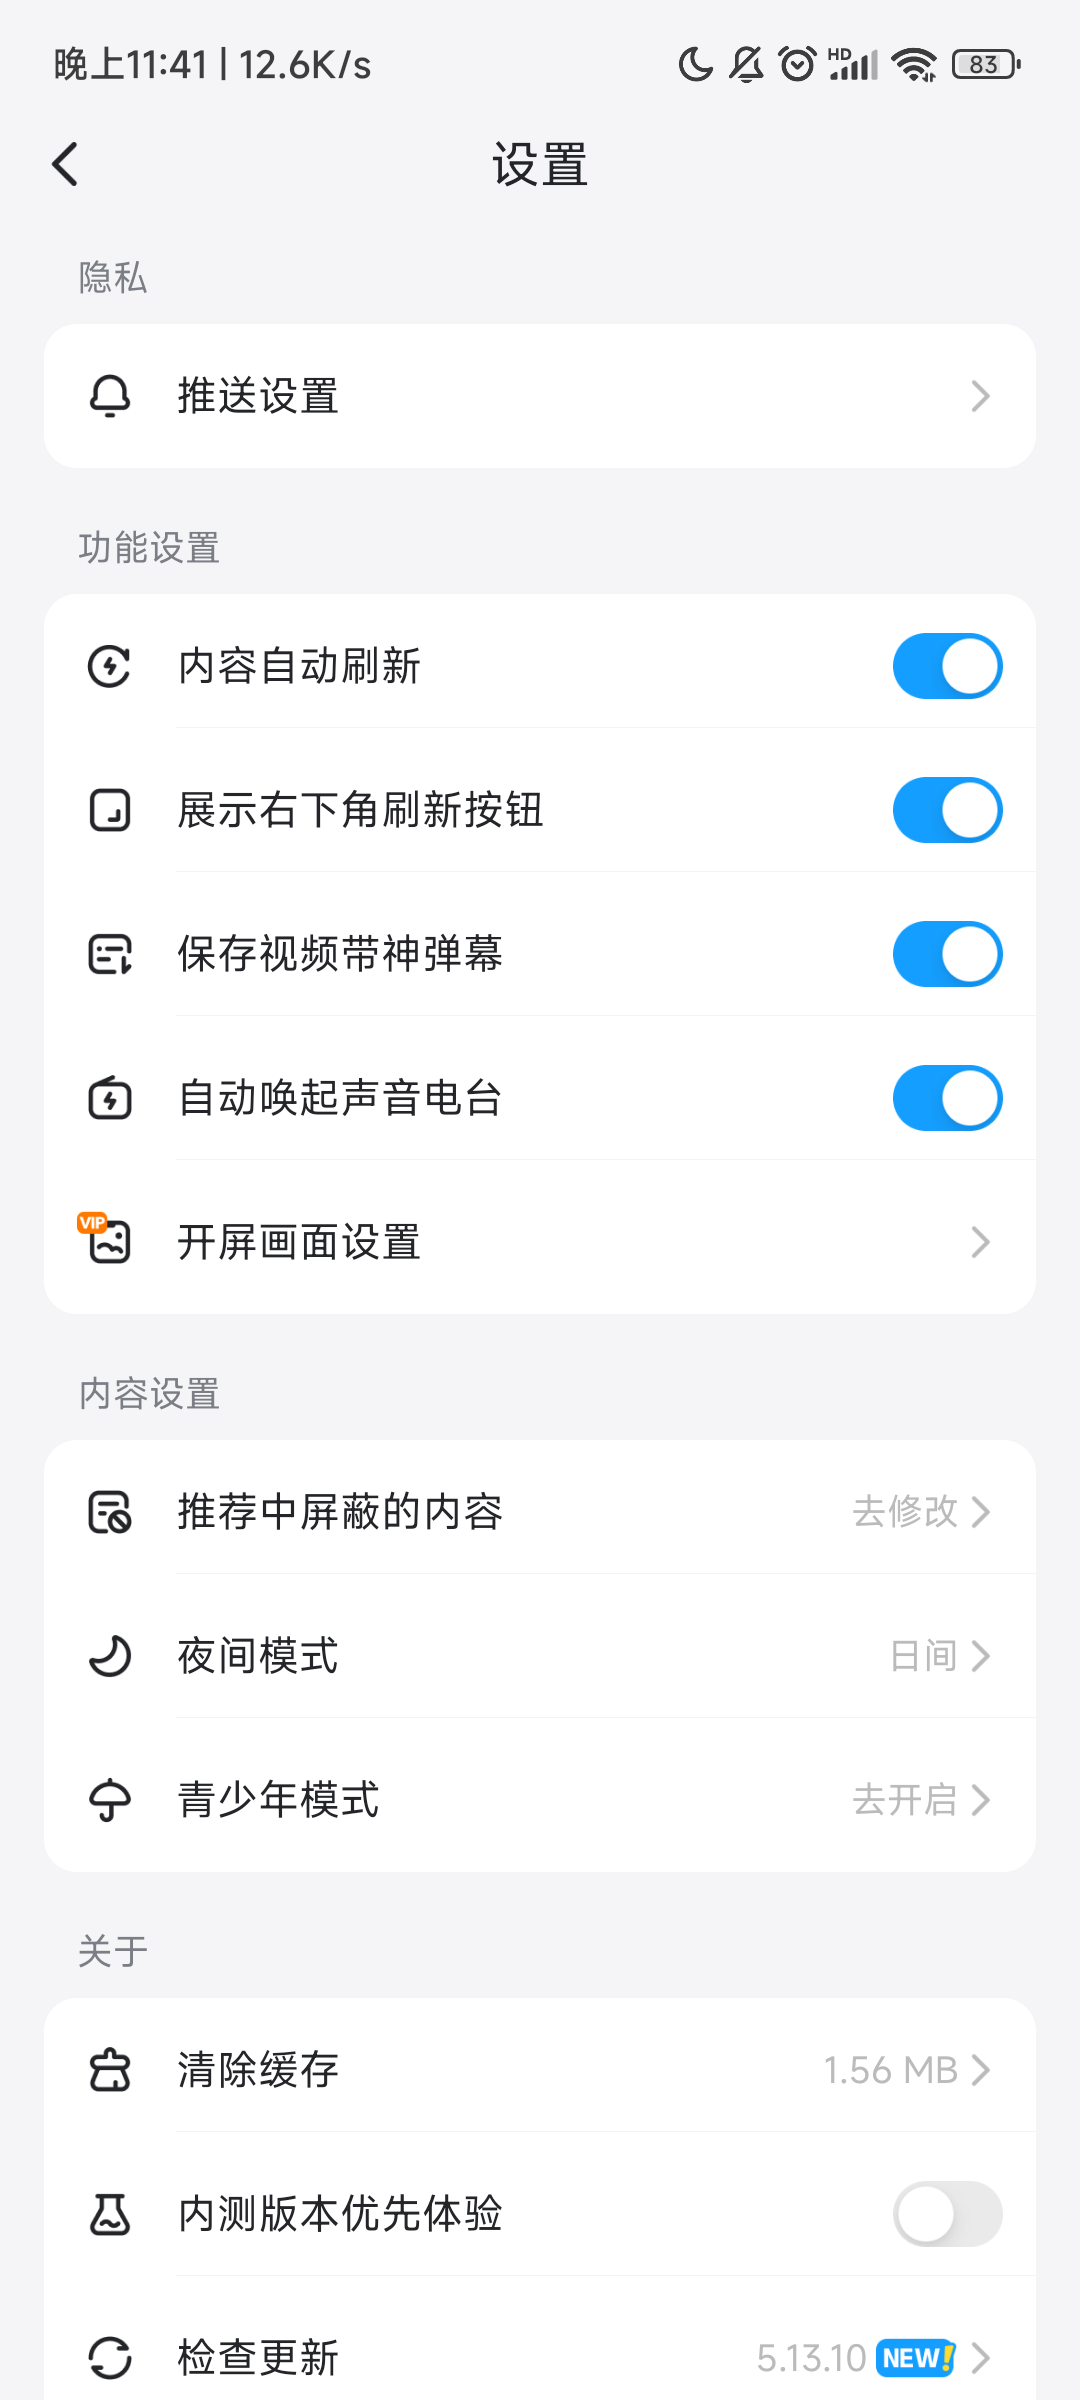 晚上11:41 | 12.6K/s
HD
83
设置
隐私
推送设置
功能设置
内容自动刷新
展示右下角刷新按钮
保存视频带神弹幕
自动唤起声音电台
VIP
开屏画面设置
内容设置
推荐中屏蔽的内容 去修改
夜间模式 日间
青少年模式 去开启
关于
清除缓存 1.56 MB
内测版本优先体验
检查更新 5.13.10 NEW!